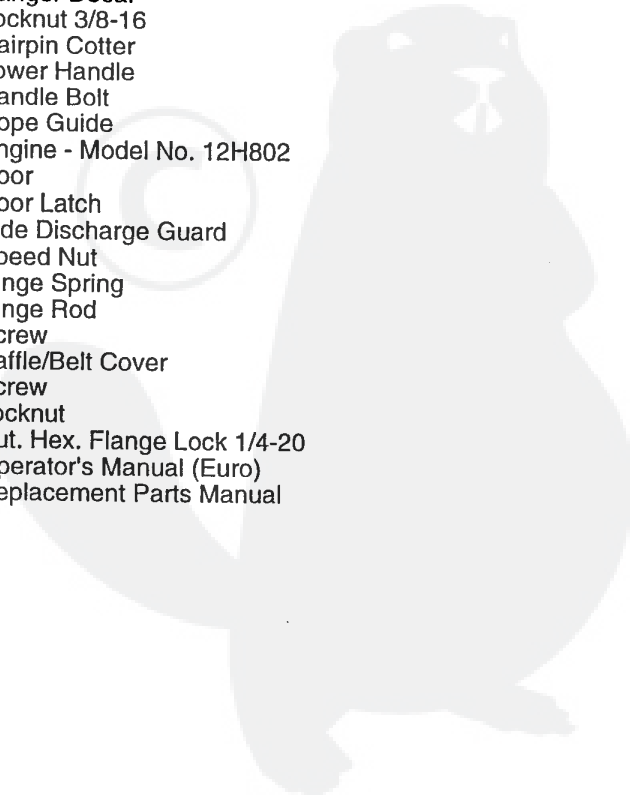 anger Decal
ocknut 3/8-16
airpin Cotter
ower Handle
andle Bolt
ope Guide
ngine - Model No. 12H802
oor
oor Latch
de Discharge Guard
peed Nut
nge Spring
nge Rod
crew
affle/Belt Cover
crew
ocknut
ut. Hex. Flange Lock 1/4-20
perator's Manual (Euro)
eplacement Parts Manual
©